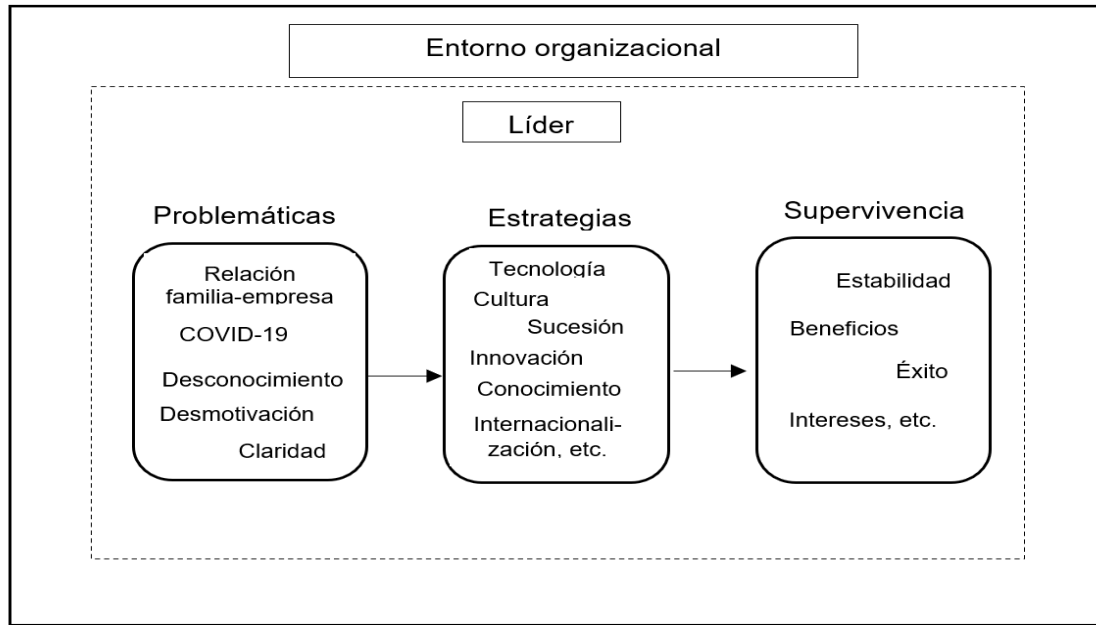 Entorno organizacional
Líder
Problemáticas
Relación
familia-empresa
COVID-19
Desconocimiento
Desmotivación
Claridad
Estrategias
Tecnología
Cultura
Sucesión
Innovación
Conocimiento
Internacionali-
zación, etc.
Supervivencia
Estabilidad
Beneficios
Éxito
Intereses, etc.